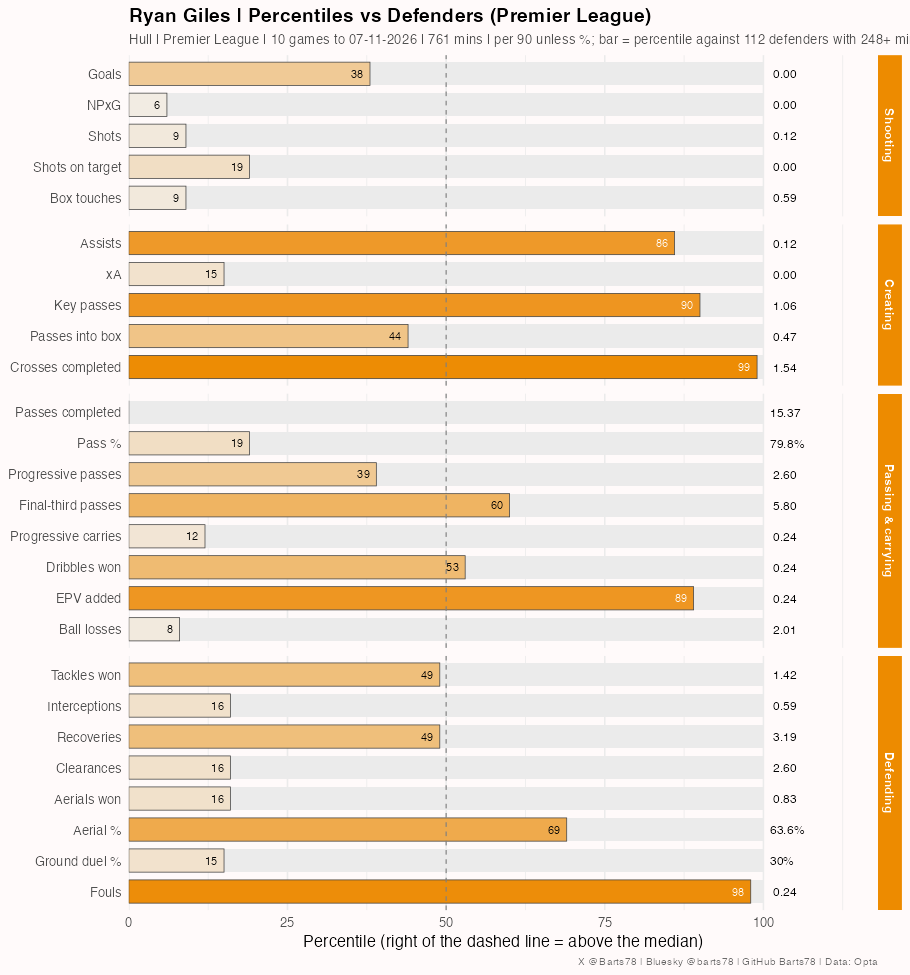 Ryan Giles | Percentiles vs Defenders (Premier League)
Hull | Premier League | 10 games to 07-11-2026 | 761 mins | per 90 unless %; bar = percentile against 112 defenders with 248+ mi
Goals 38 0.00
NPxG 6 0.00
Shots 9 0.12
Shots on target 19 0.00
Box touches 9 0.59
Shooting
Assists 86 0.12
xA 15 0.00
Key passes 90 1.06
Passes into box 44 0.47
Crosses completed 99 1.54
Creating
Passes completed 15.37
Pass % 19 79.8%
Progressive passes 39 2.60
Final-third passes 60 5.80
Progressive carries 12 0.24
Dribbles won 53 0.24
EPV added 89 0.24
Ball losses 8 2.01
Passing & carrying
Tackles won 49 1.42
Interceptions 16 0.59
Recoveries 49 3.19
Clearances 16 2.60
Aerials won 16 0.83
Aerial % 69 63.6%
Ground duel % 15 30%
Fouls 98 0.24
Defending
0 25 50 75 100
Percentile (right of the dashed line = above the median)
X @Barts78 | Bluesky @barts78 | GitHub Barts78 | Data: Opta